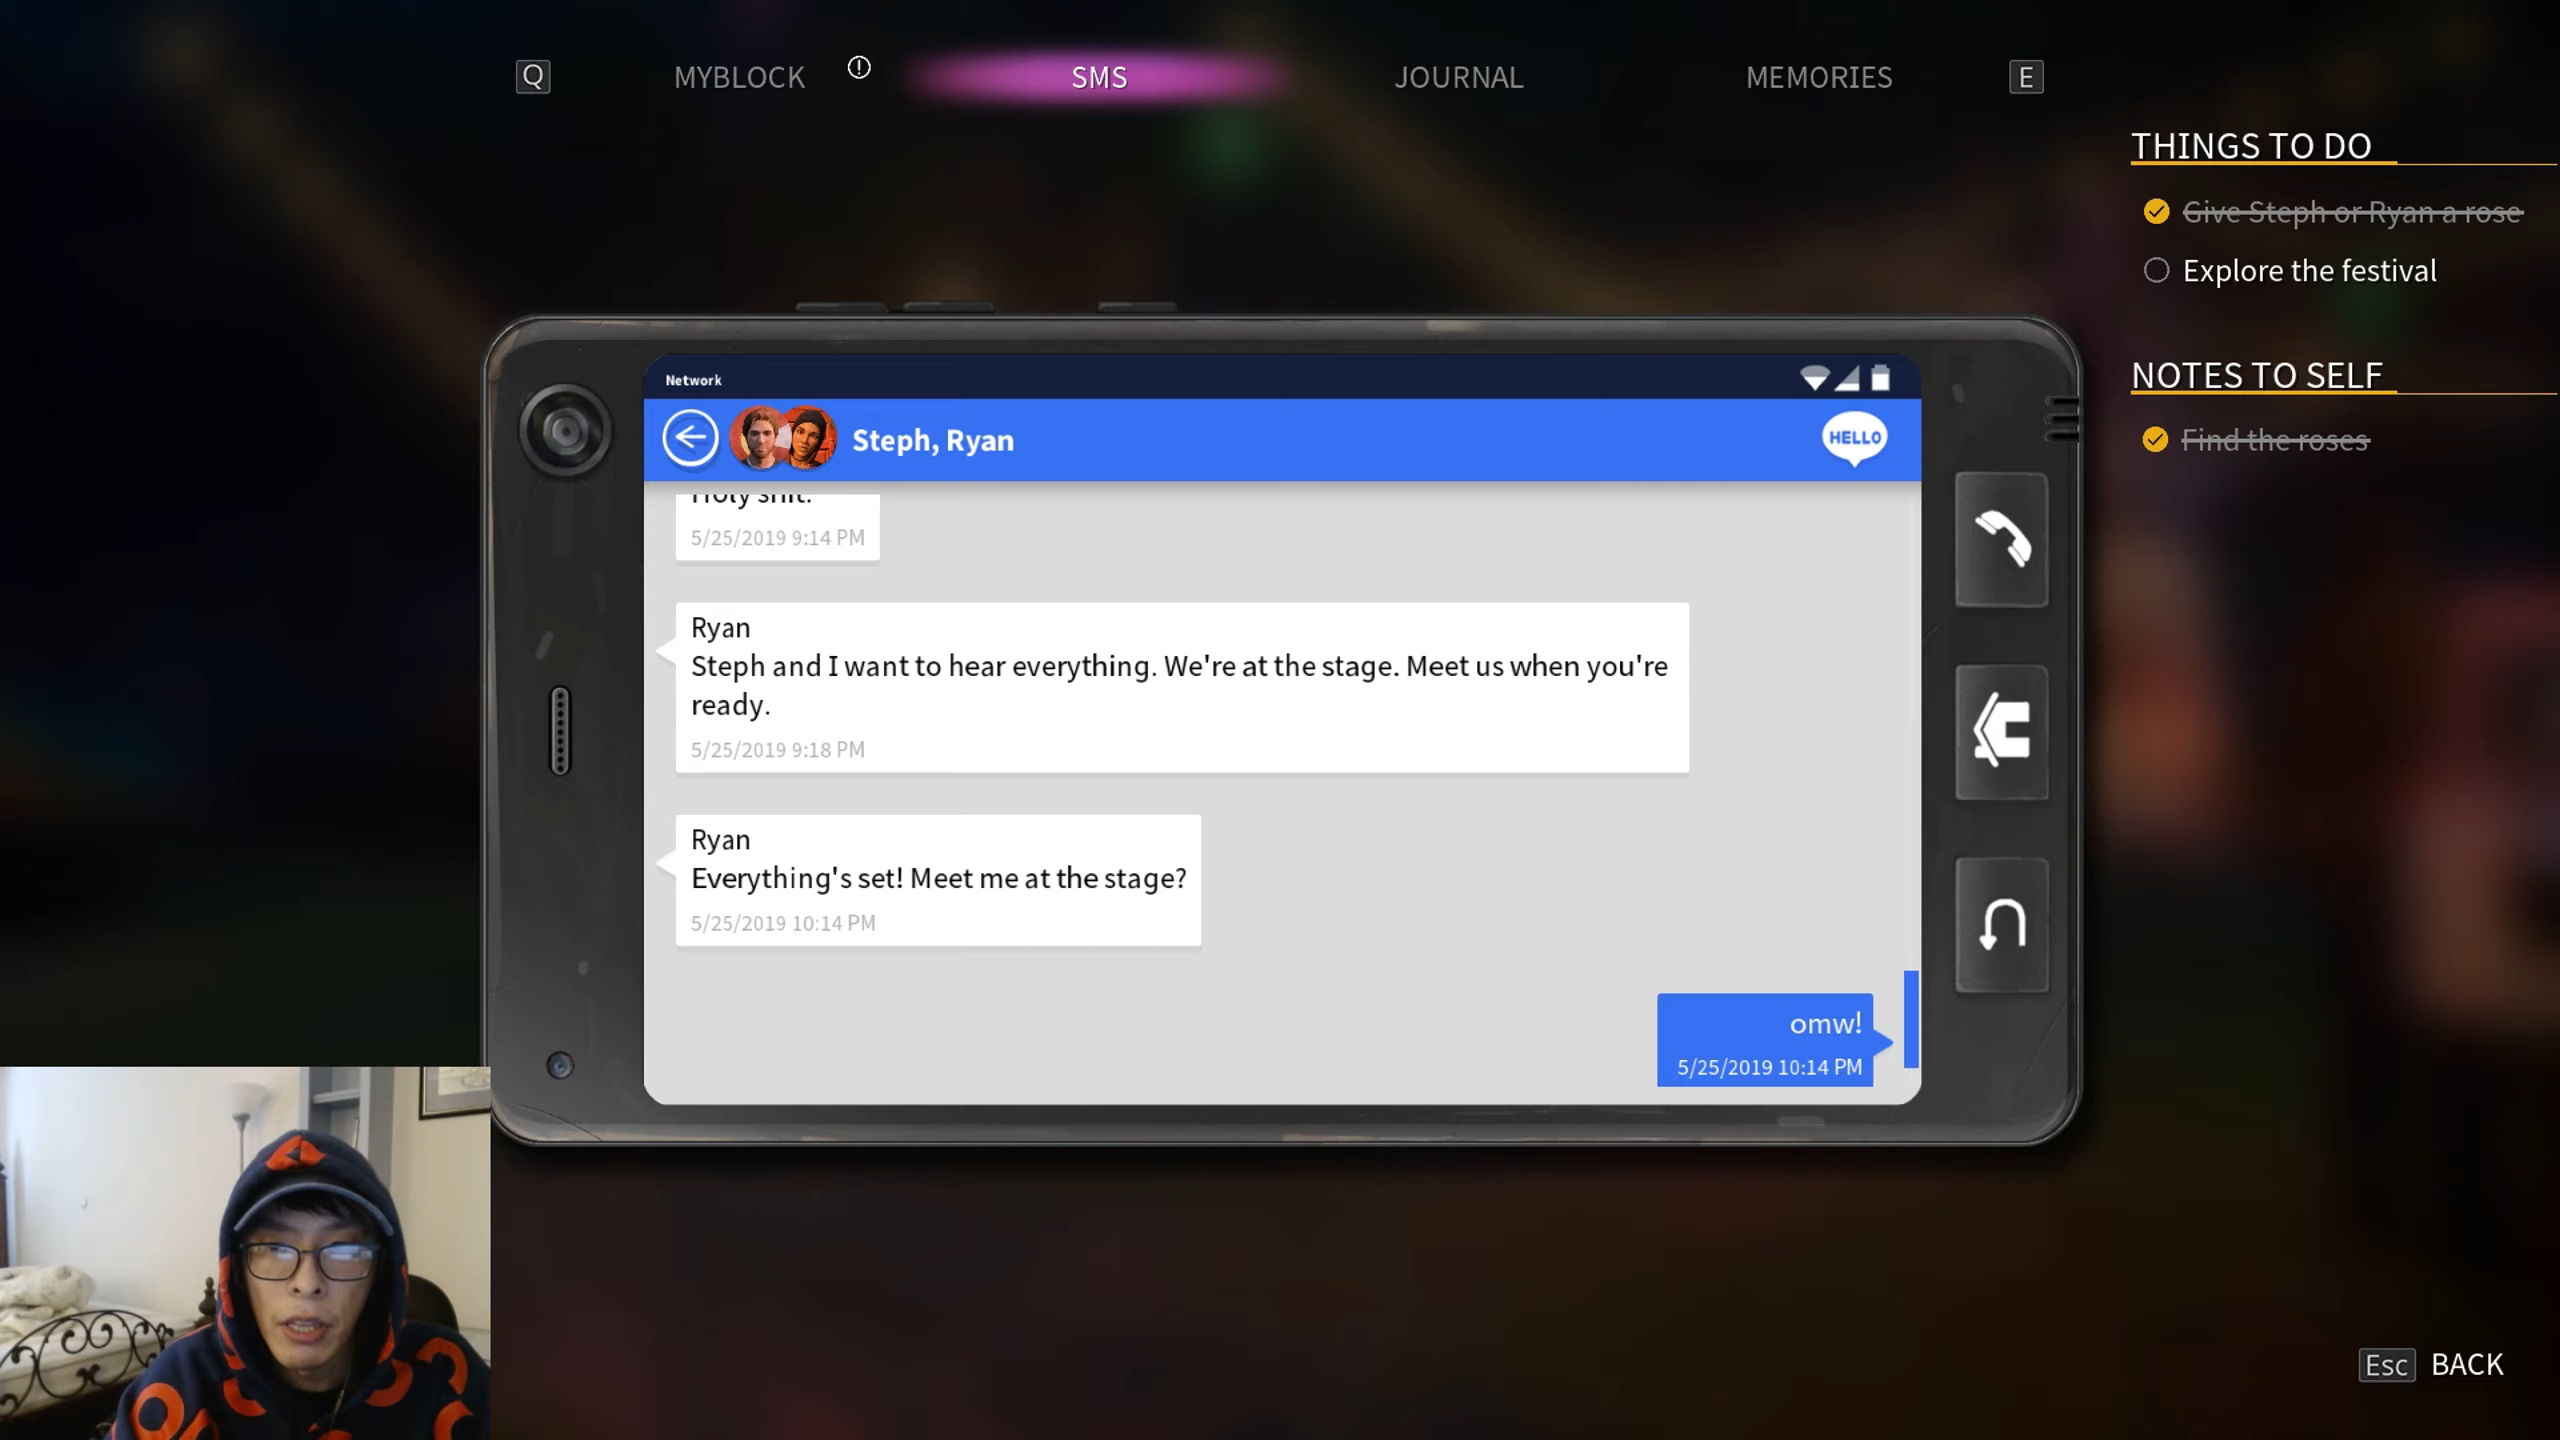 Q
MYBLOCK
SMS
JOURNAL
MEMORIES
E
THINGS TO DO
Give Steph or Ryan a rose
Explore the festival
NOTES TO SELF
Find the roses
Network
Steph, Ryan
HELLO
Holy shit.
5/25/2019 9:14 PM
Ryan
Steph and I want to hear everything. We're at the stage. Meet us when you're
ready.
5/25/2019 9:18 PM
Ryan
Everything's set! Meet me at the stage?
5/25/2019 10:14 PM
omw!
5/25/2019 10:14 PM
Esc BACK